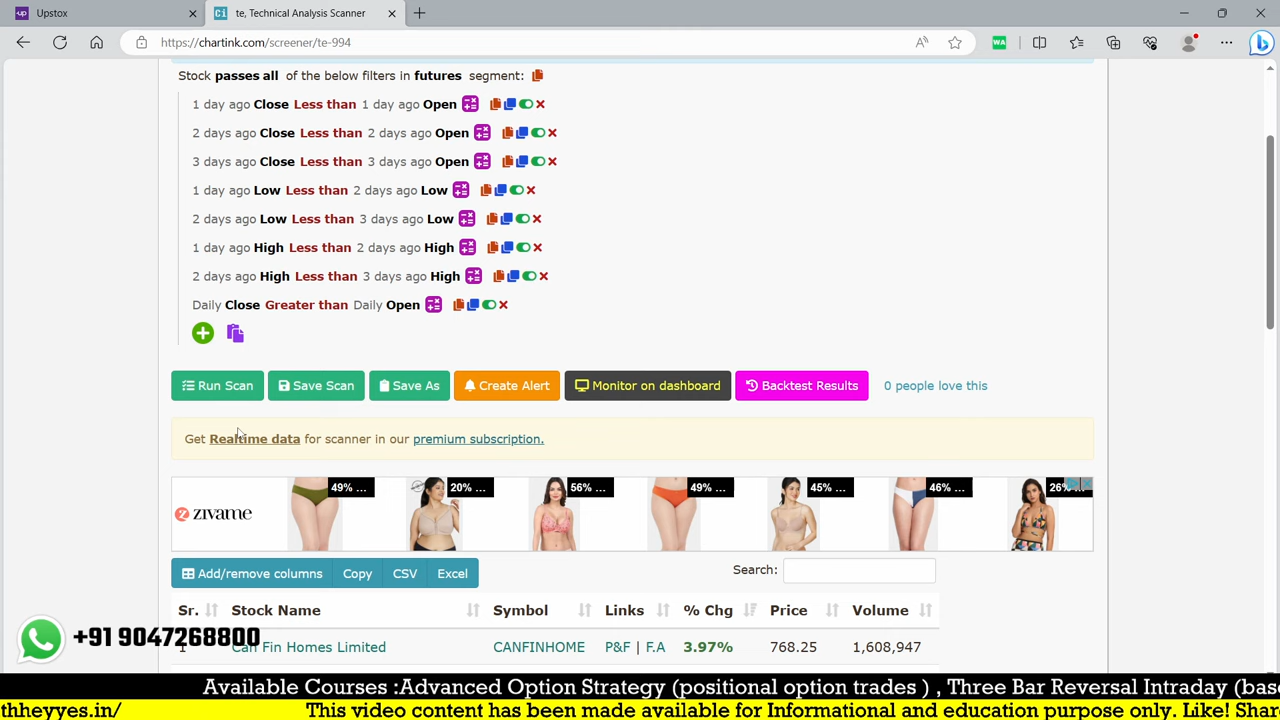 Upstox
te, Technical Analysis Scanner
https://chartink.com/screener/te-994
Stock passes all of the below filters in futures segment:
1 day ago Close Less than 1 day ago Open
2 days ago Close Less than 2 days ago Open
3 days ago Close Less than 3 days ago Open
1 day ago Low Less than 2 days ago Low
2 days ago Low Less than 3 days ago Low
1 day ago High Less than 2 days ago High
2 days ago High Less than 3 days ago High
Daily Close Greater than Daily Open
Run Scan Save Scan Save As Create Alert Monitor on dashboard Backtest Results 0 people love this
Get Realtime data for scanner in our premium subscription.
49% ... 20% ... 56% ... 49% ... 45% ... 46% ... 26% ...
zivame
Add/remove columns Copy CSV Excel Search:
Sr. Stock Name Symbol Links % Chg Price Volume
1 Can Fin Homes Limited CANFINHOME P&F | F.A 3.97% 768.25 1,608,947
+91 9047268800
Available Courses :Advanced Option Strategy (positional option trades ) , Three Bar Reversal Intraday (bas
thheyyes.in/ This video content has been made available for Informational and education purpose only. Like! Shar